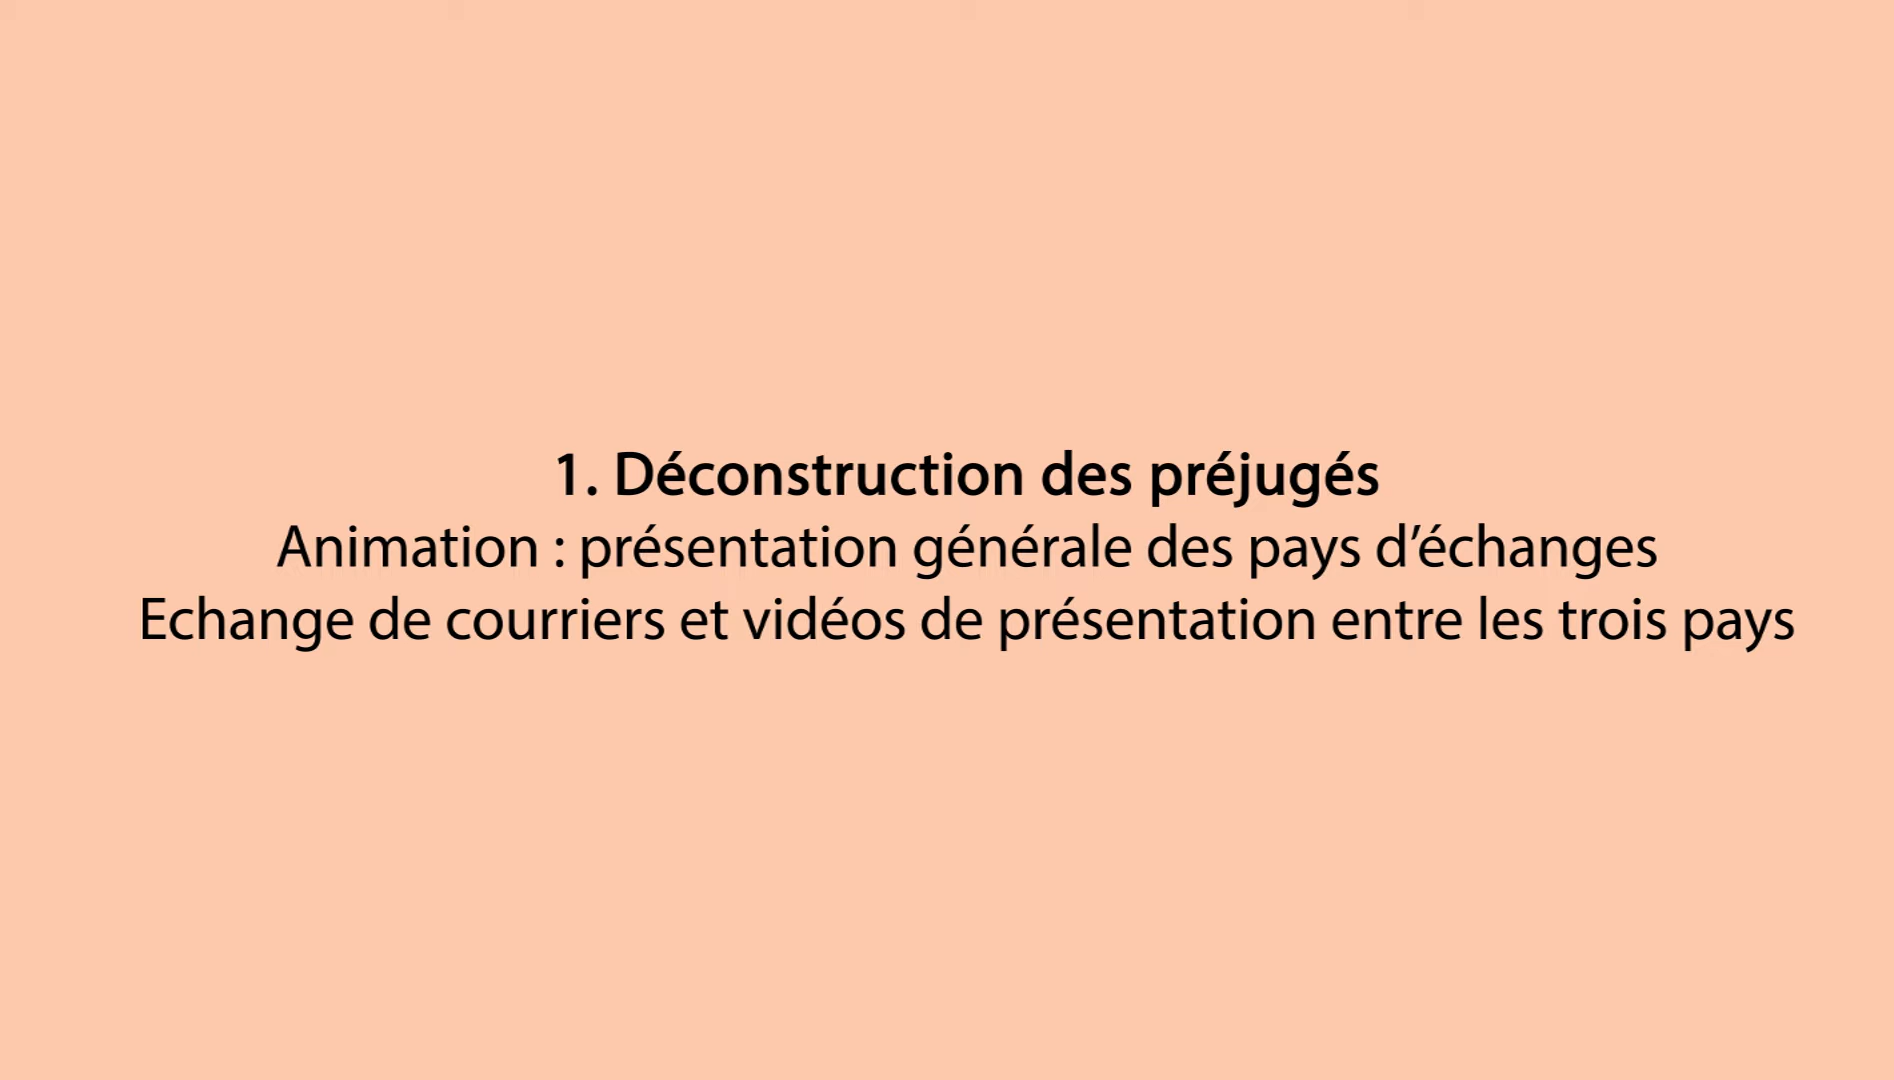 1. Déconstruction des préjugés
Animation : présentation générale des pays d’échanges
Echange de courriers et vidéos de présentation entre les trois pays